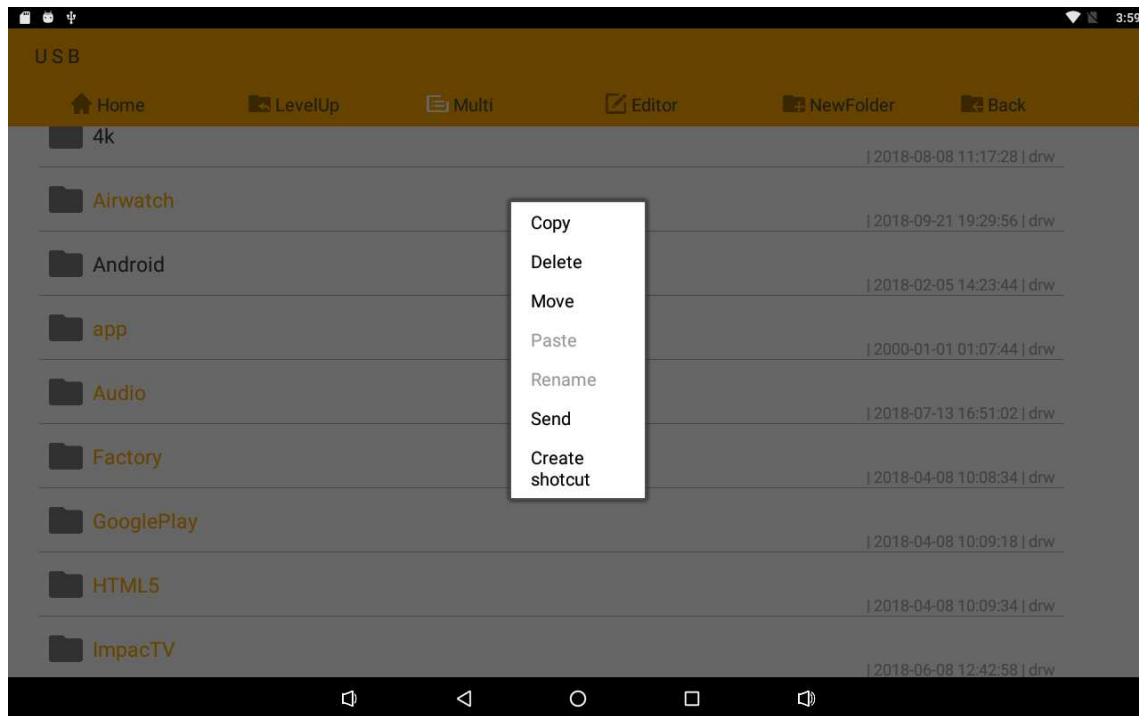 3:59
USB
Home LevelUp Multi Editor NewFolder Back
4k
| 2018-08-08 11:17:28 | drw
Airwatch
| 2018-09-21 19:29:56 | drw
Android
| 2018-02-05 14:23:44 | drw
app
| 2000-01-01 01:07:44 | drw
Audio
| 2018-07-13 16:51:02 | drw
Factory
| 2018-04-08 10:08:34 | drw
GooglePlay
| 2018-04-08 10:09:18 | drw
HTML5
| 2018-04-08 10:09:34 | drw
ImpacTV
| 2018-06-08 12:42:58 | drw
Copy
Delete
Move
Paste
Rename
Send
Create
shotcut